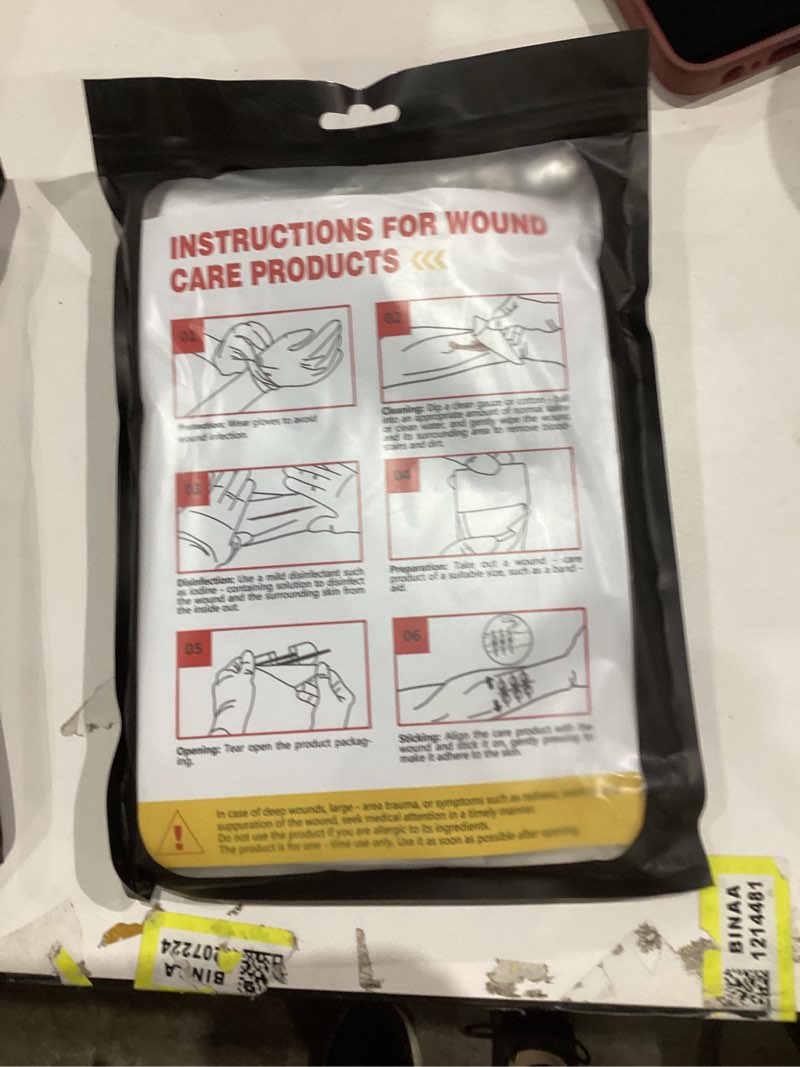 INSTRUCTIONS FOR WOUND
CARE PRODUCTS
01
02
Protection: Wear gloves to avoid
wound infection.
Cleaning: Dip a clean gauze or cotton - ball
into an appropriate amount of normal saline
or clean water, and gently wipe the wound
and its surrounding area to remove blood-
stains and dirt.
03
04
Disinfection: Use a mild disinfectant such
as iodine - containing solution to disinfect
the wound and the surrounding skin from
the inside out.
Preparation: Take out a wound - care
product of a suitable size, such as a band -
aid.
05
06
Opening: Tear open the product packag-
ing.
Sticking: Align the care product with the
wound and stick it on, gently pressing to
make it adhere to the skin.
In case of deep wounds, large - area trauma, or symptoms such as redness,
suppuration of the wound, seek medical attention in a timely manner.
Do not use the product if you are allergic to its ingredients.
The product is for one - time use only. Use it as soon as possible after opening.
BINAA
1214481
207224